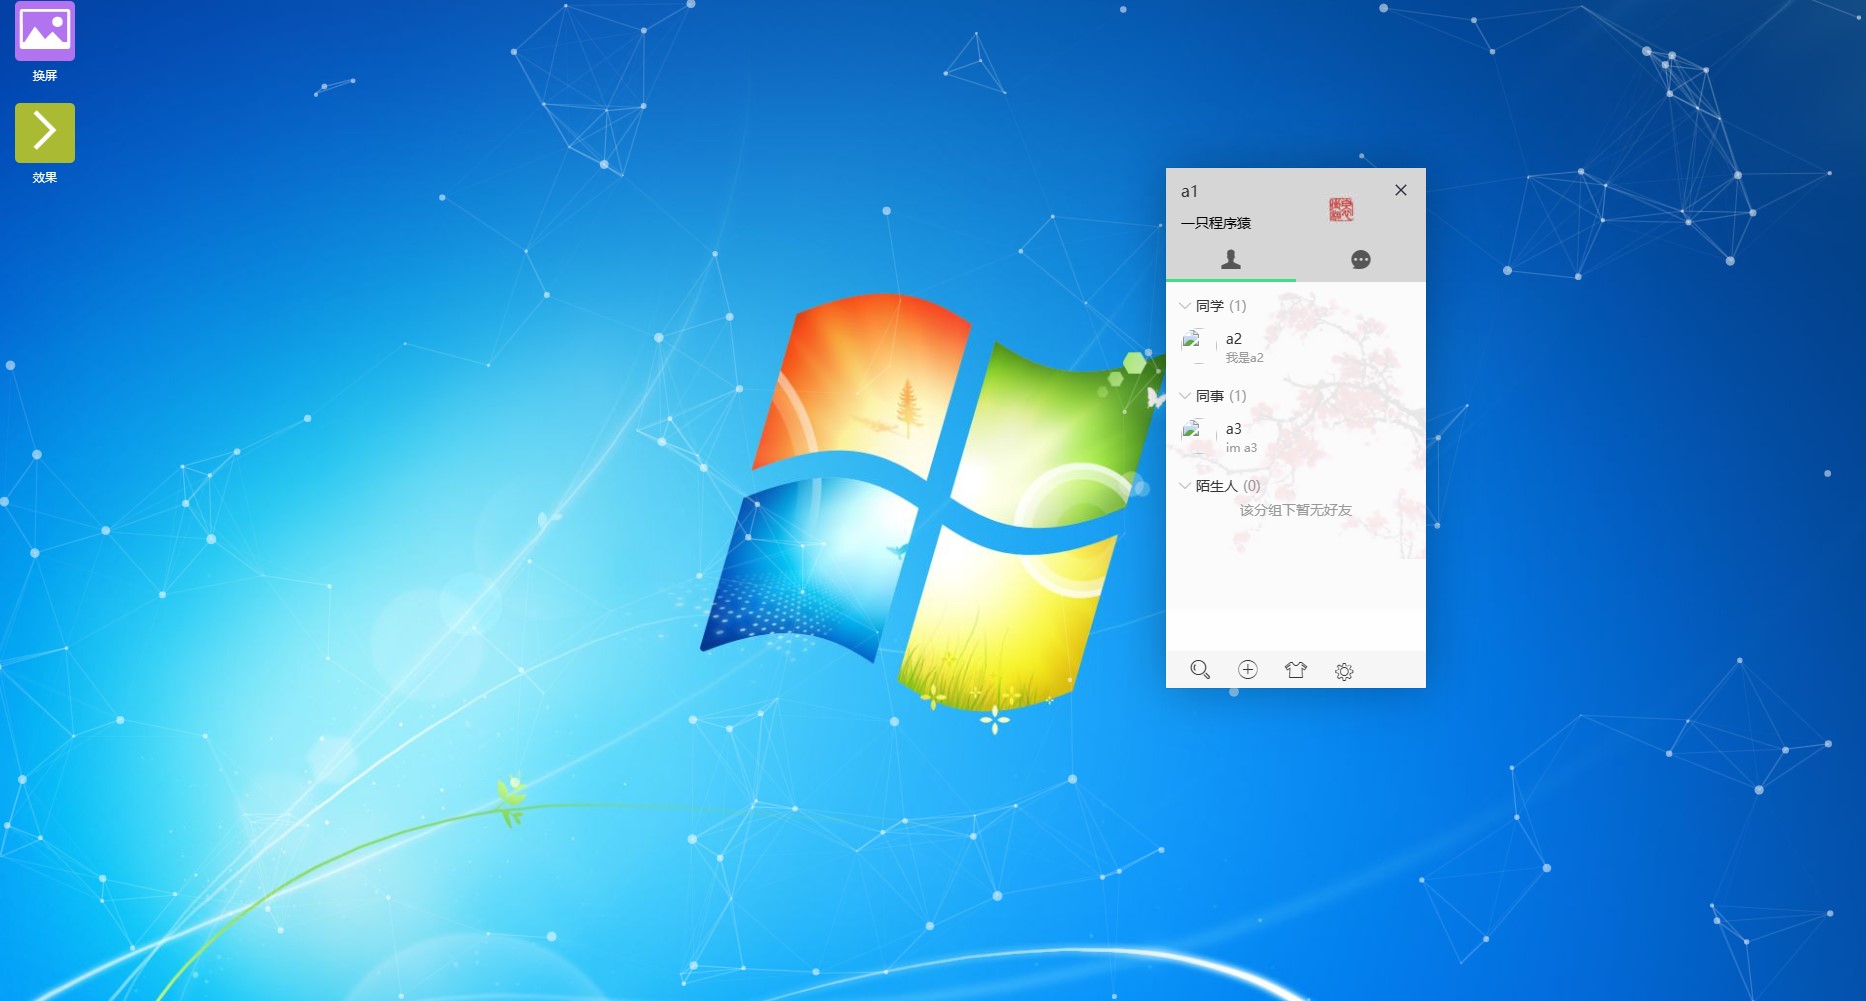 换屏
效果
a1
一只程序猿
同学 (1)
a2
我是a2
同事 (1)
a3
im a3
陌生人 (0)
该分组下暂无好友